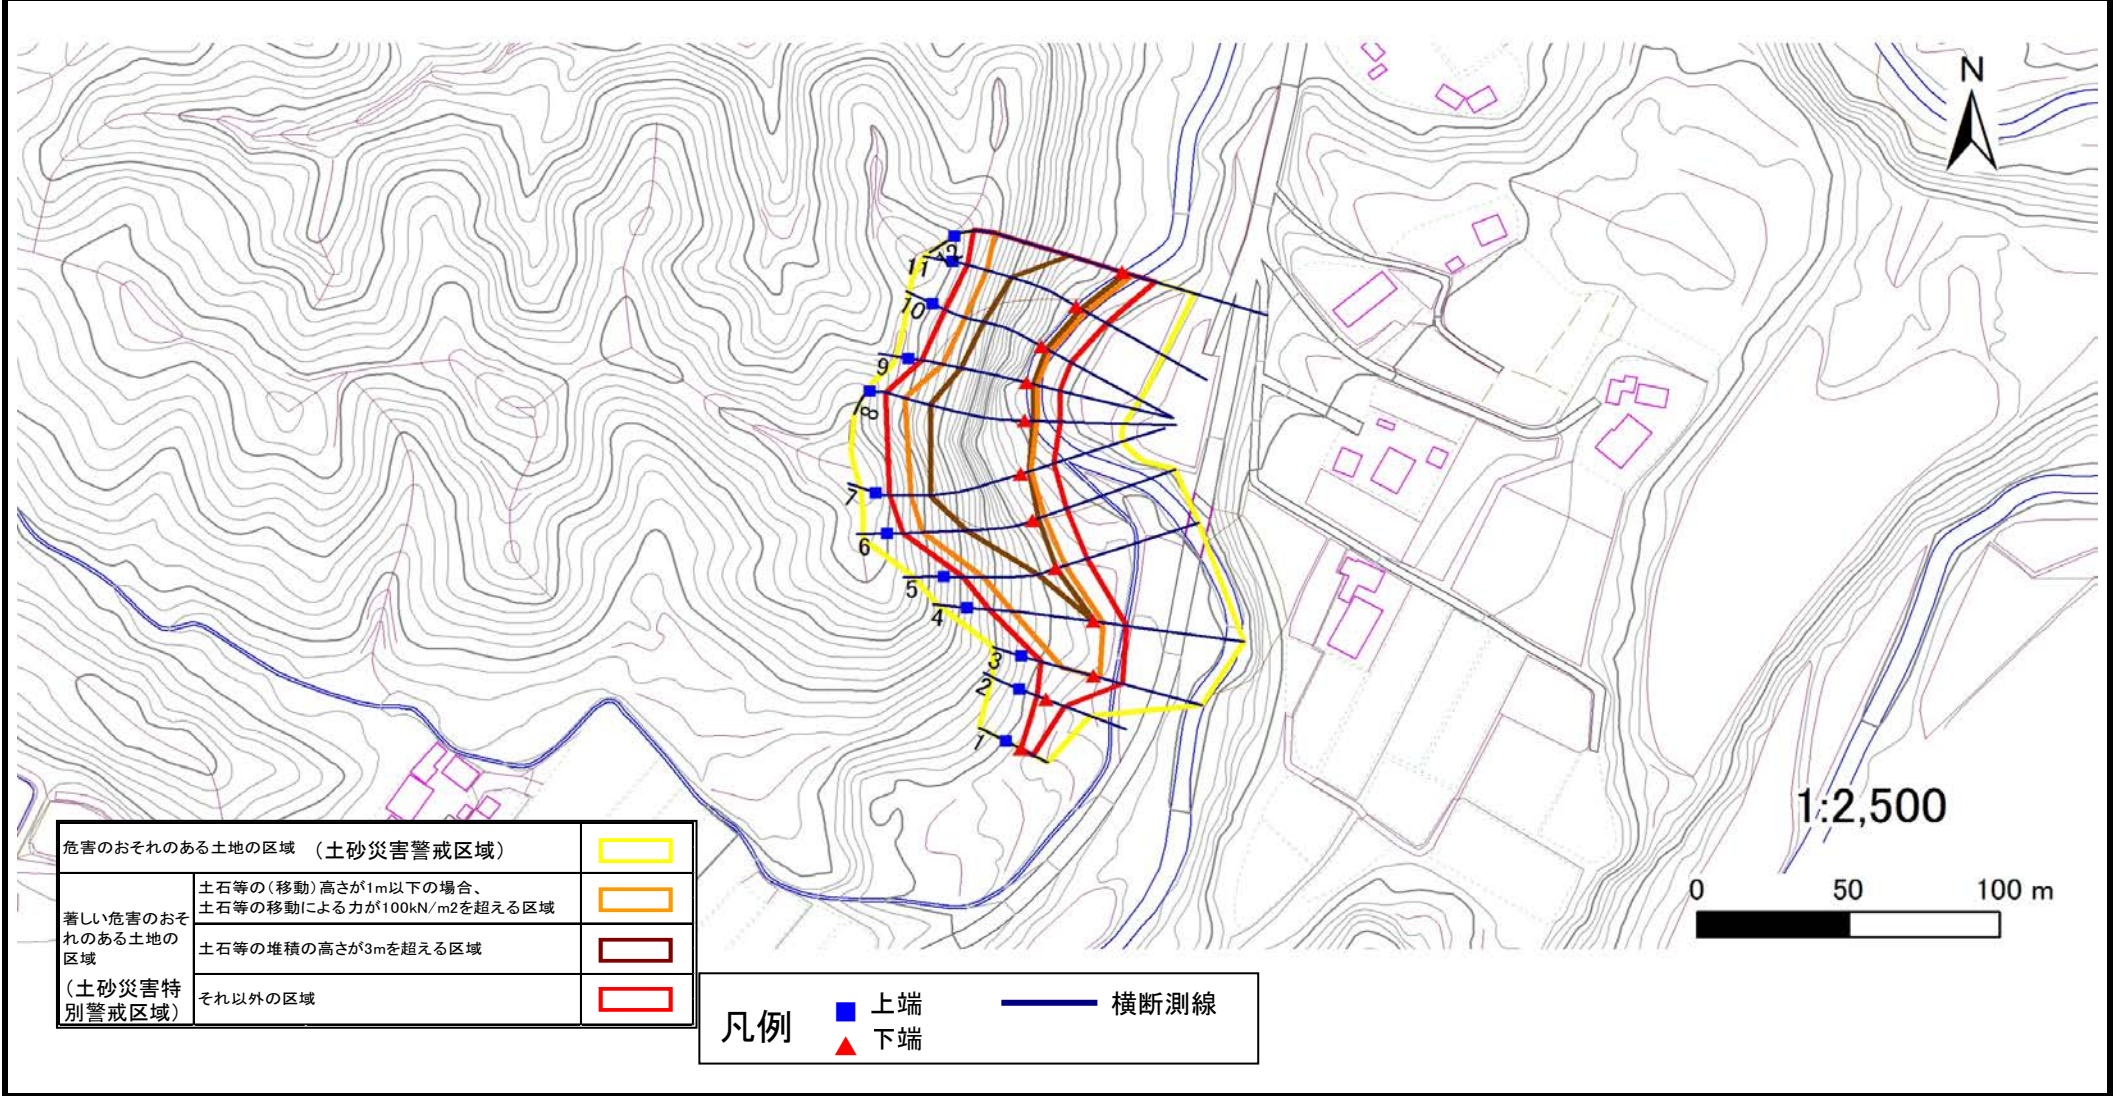 N
12
11
10
9
8
7
6
5
4
3
2
1
1:2,500
0 50 100 m
危害のおそれのある土地の区域 (土砂災害警戒区域)
著しい危害のおそ
れのある土地の
区域
(土砂災害特
別警戒区域)
土石等の(移動)高さが1m以下の場合、
土石等の移動による力が100kN/m2を超える区域
土石等の堆積の高さが3mを超える区域
それ以外の区域
凡例
上端
下端
横断測線